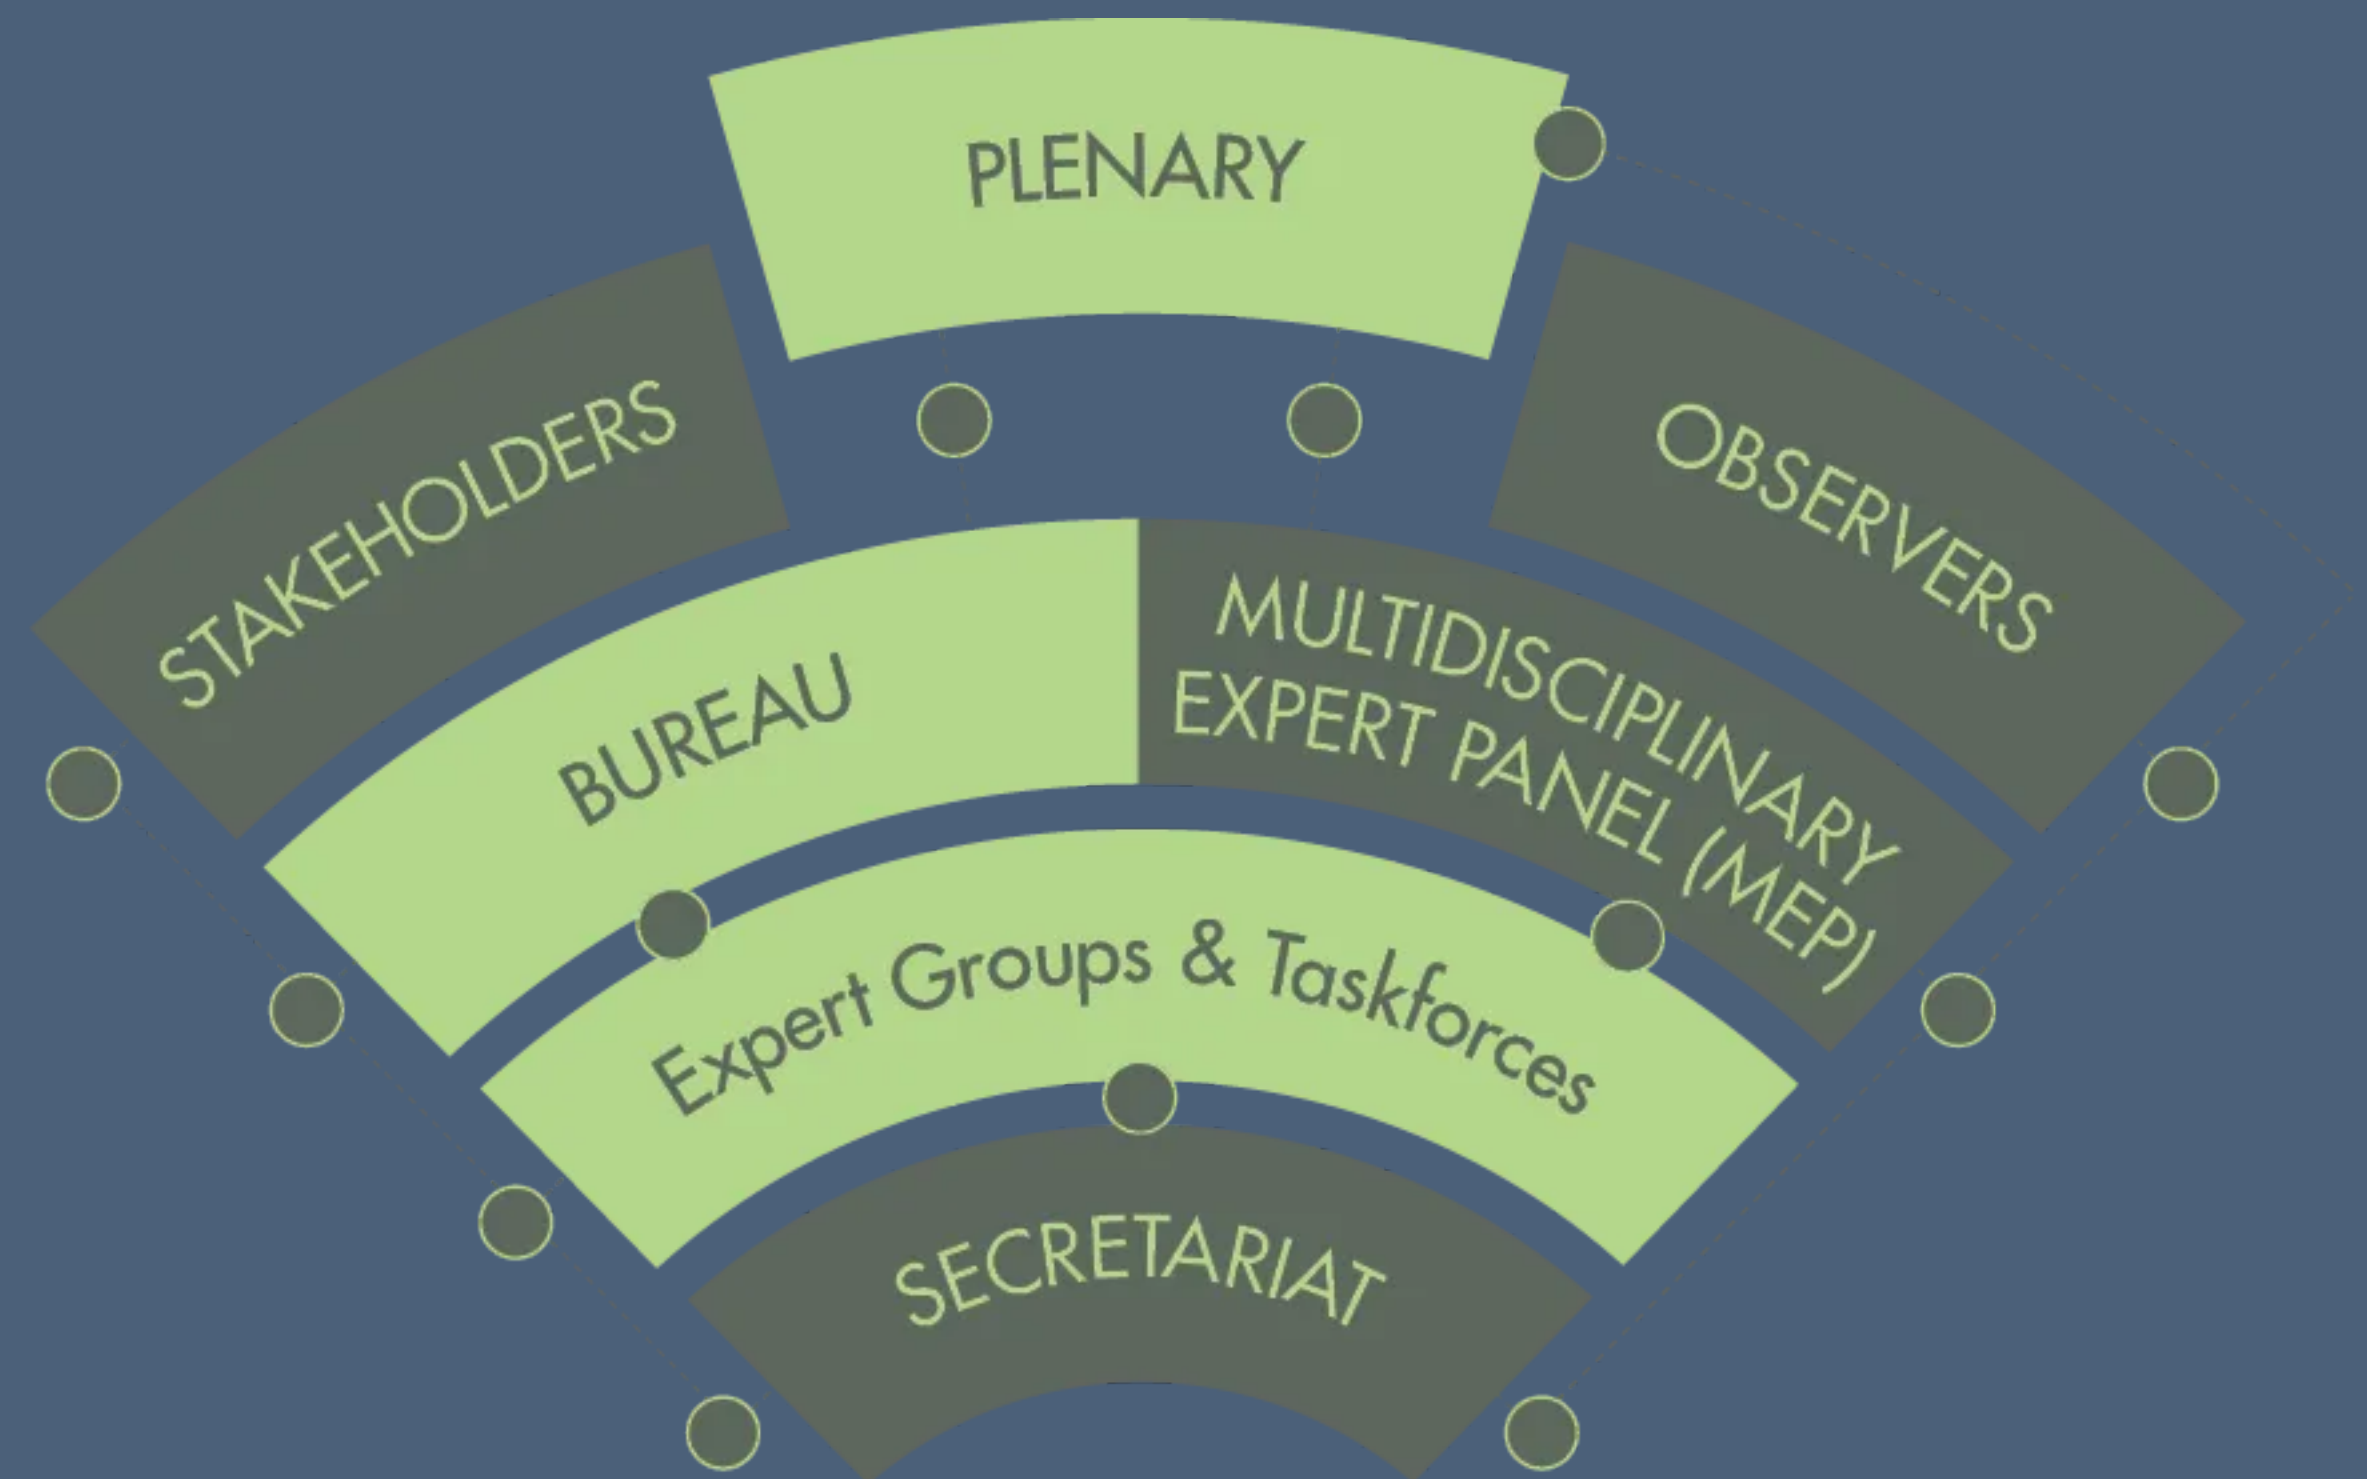 PLENARY
STAKEHOLDERS
OBSERVERS
BUREAU
MULTIDISCIPLINARY
EXPERT PANEL (MEP)
Expert Groups & Taskforces
SECRETARIAT